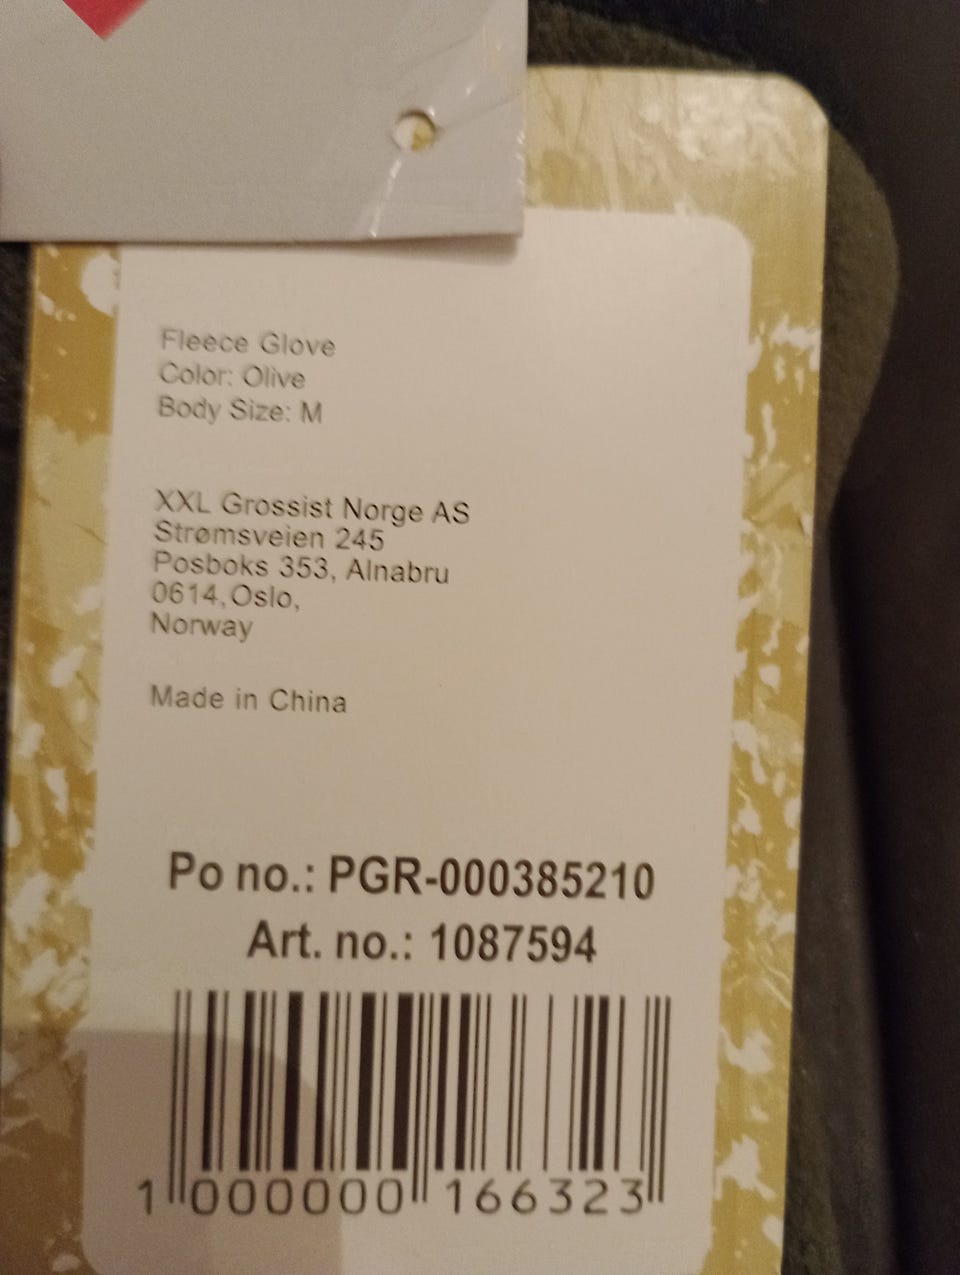 Fleece Glove
Color: Olive
Body Size: M
XXL Grossist Norge AS
Strømsveien 245
Posboks 353, Alnabru
0614, Oslo,
Norway
Made in China
Po no.: PGR-000385210
Art. no.: 1087594
1 000000 166323